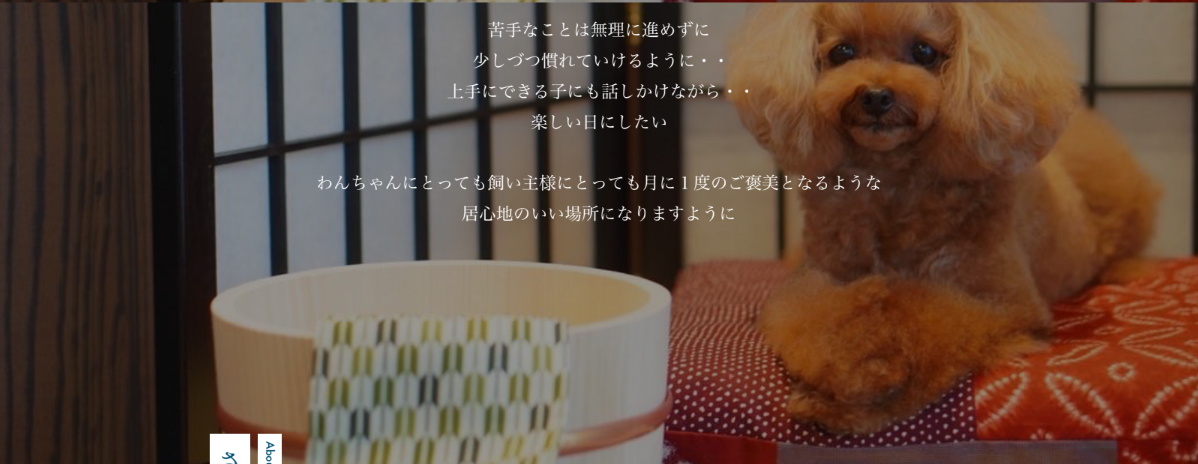 苦手なことは無理に進めずに
少しづつ慣れていけるように・・
上手にできる子にも話しかけながら・・
楽しい日にしたい
わんちゃんにとっても飼い主様にとっても月に１度のご褒美となるような
居心地のいい場所になりますように